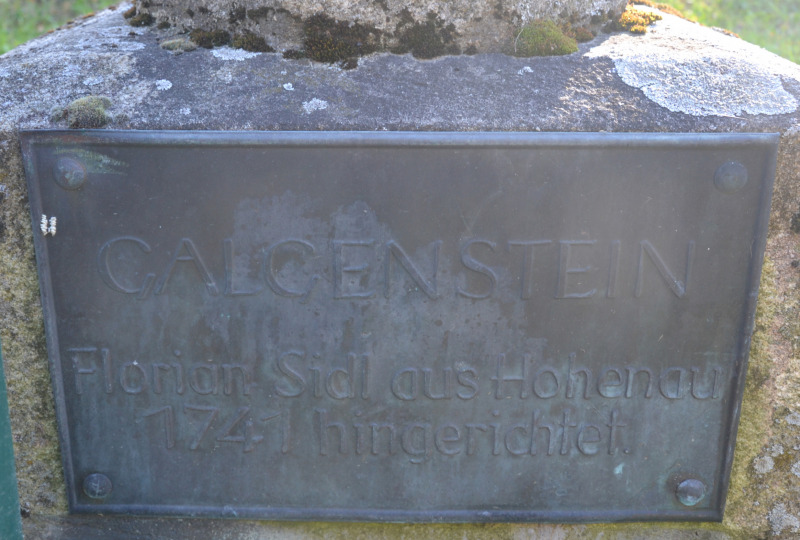 GALGENSTEIN
Florian Sidl aus Hohenau
1741 hingerichtet.